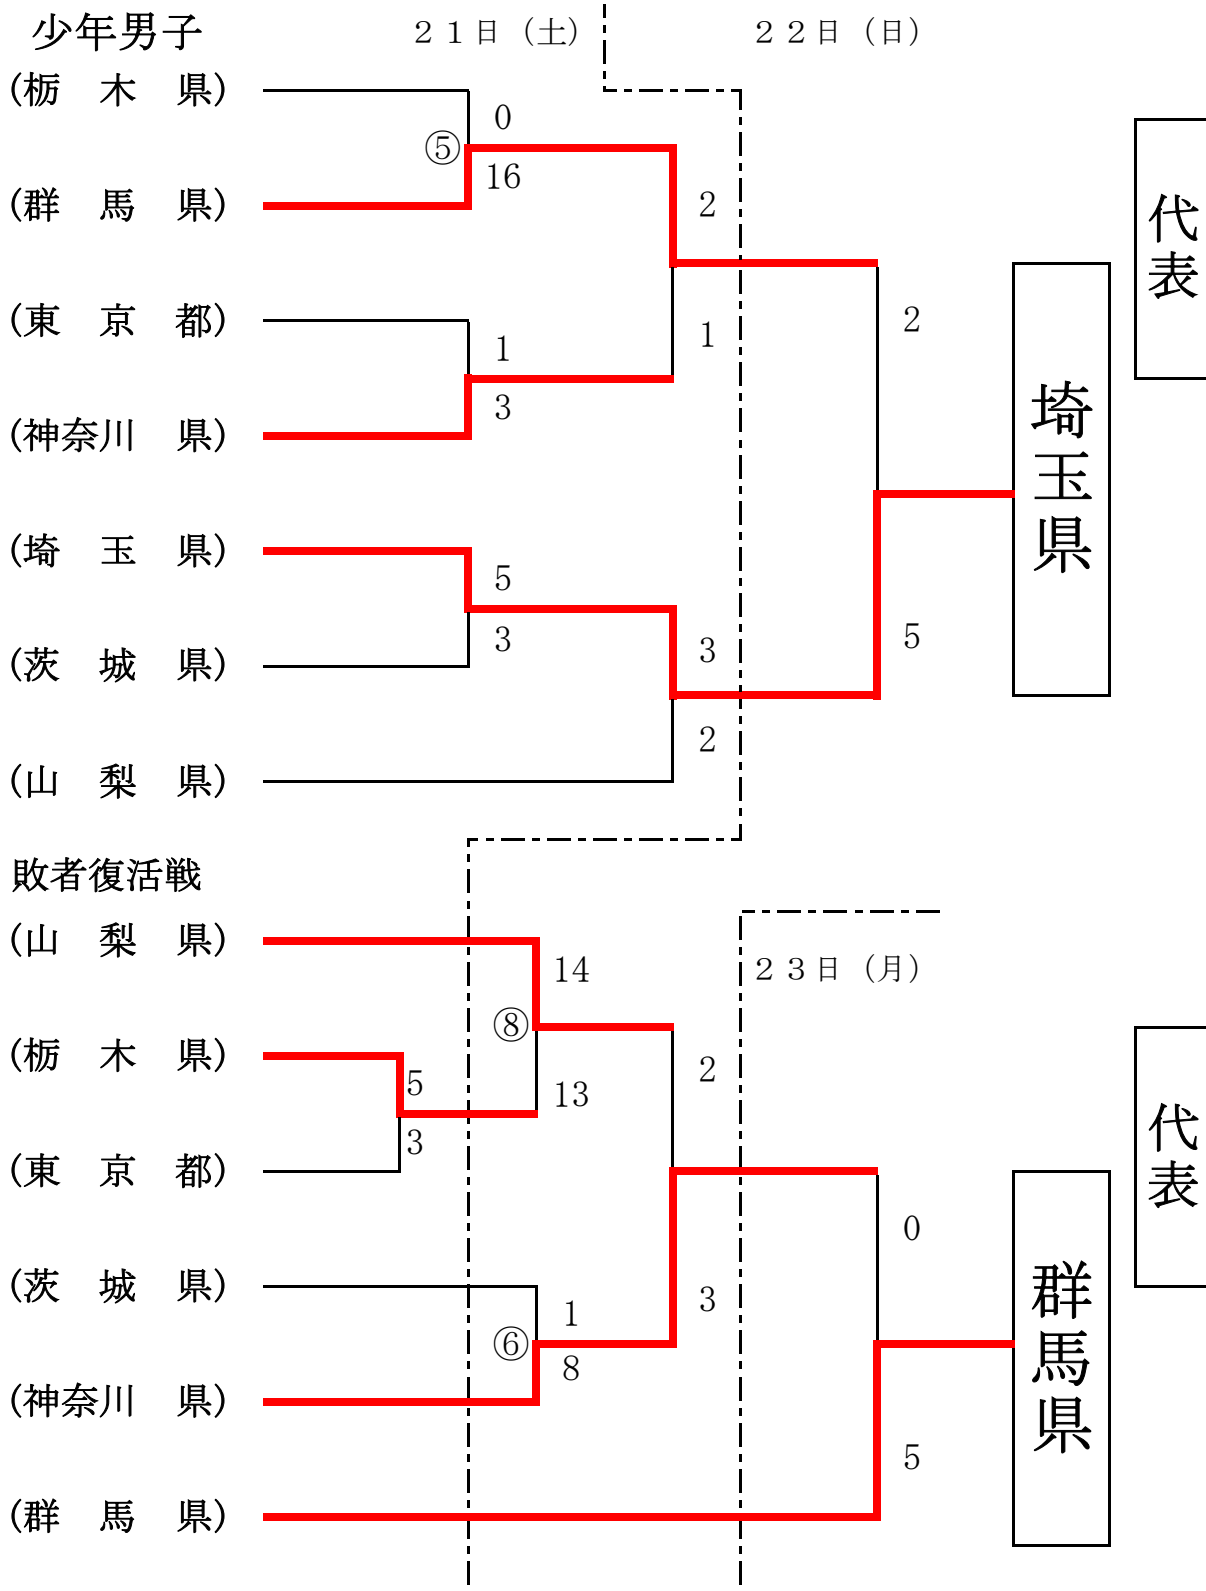 少年男子
２１日（土）
２２日（日）
(栃　木　県)
0
⑤
16
(群　馬　県)
2
代表
(東　京　都)
1
1
2
3
(神奈川　県)
埼玉県
(埼　玉　県)
5
3
3
5
(茨　城　県)
2
(山　梨　県)
敗者復活戦
(山　梨　県)
14
２３日（月）
⑧
(栃　木　県)
5
13
2
3
(東　京　都)
代表
0
(茨　城　県)
1
3
⑥
8
群馬県
(神奈川　県)
5
(群　馬　県)